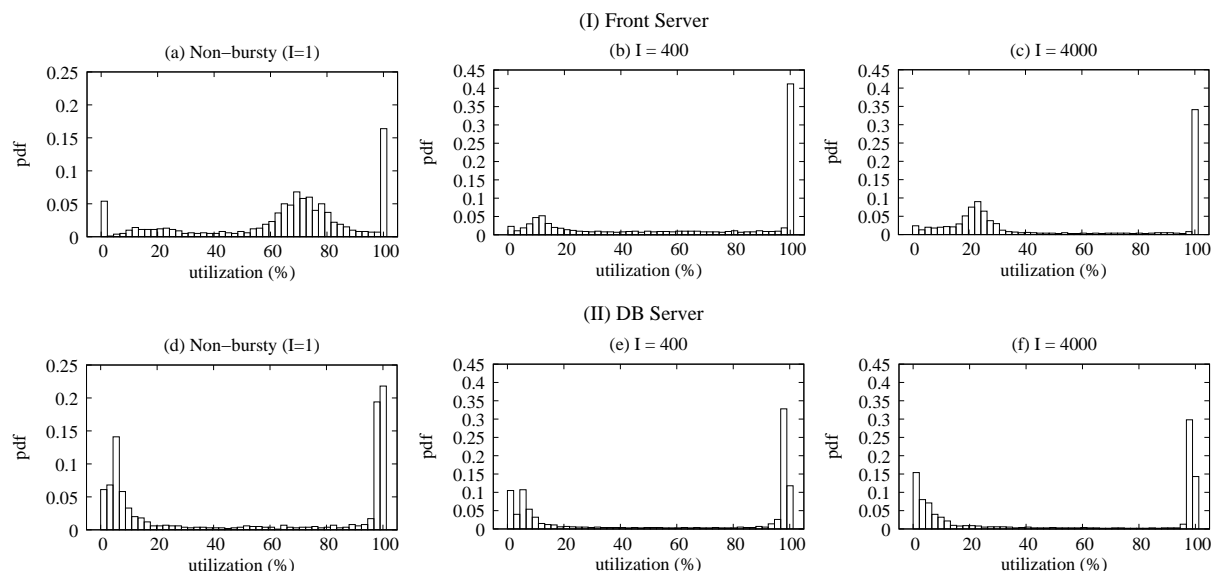 (I) Front Server
(a) Non−bursty (I=1)
(b) I = 400
(c) I = 4000
0.25
0.2
0.15
0.1
0.05
0
pdf
0 20 40 60 80 100
utilization (%)
0.45
0.4
0.35
0.3
0.25
0.2
0.15
0.1
0.05
0
pdf
0 20 40 60 80 100
utilization (%)
0.45
0.4
0.35
0.3
0.25
0.2
0.15
0.1
0.05
0
pdf
0 20 40 60 80 100
utilization (%)
(II) DB Server
(d) Non−bursty (I=1)
(e) I = 400
(f) I = 4000
0.25
0.2
0.15
0.1
0.05
0
pdf
0 20 40 60 80 100
utilization (%)
0.45
0.4
0.35
0.3
0.25
0.2
0.15
0.1
0.05
0
pdf
0 20 40 60 80 100
utilization (%)
0.45
0.4
0.35
0.3
0.25
0.2
0.15
0.1
0.05
0
pdf
0 20 40 60 80 100
utilization (%)